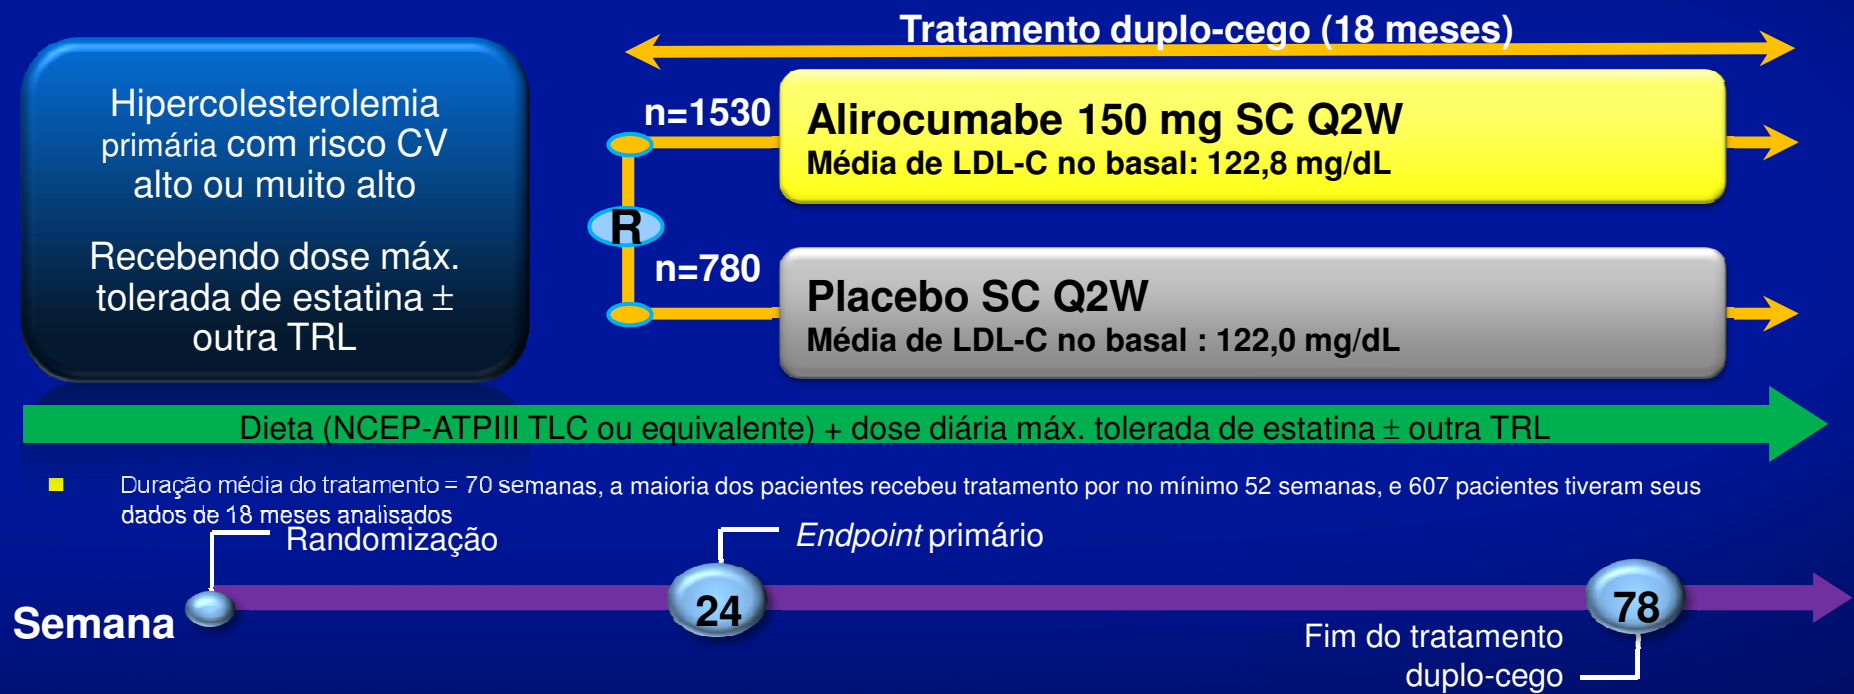 Tratamento duplo-cego (18 meses)
Hipercolesterolemia
primária com risco CV
alto ou muito alto
Recebendo dose máx.
tolerada de estatina ±
outra TRL
n=1530
Alirocumabe 150 mg SC Q2W
Média de LDL-C no basal: 122,8 mg/dL
R
n=780
Placebo SC Q2W
Média de LDL-C no basal : 122,0 mg/dL
Dieta (NCEP-ATPIII TLC ou equivalente) + dose diária máx. tolerada de estatina ± outra TRL
Duração média do tratamento = 70 semanas, a maioria dos pacientes recebeu tratamento por no mínimo 52 semanas, e 607 pacientes tiveram seus
dados de 18 meses analisados
Randomização
Endpoint primário
Semana
24
78
Fim do tratamento
duplo-cego